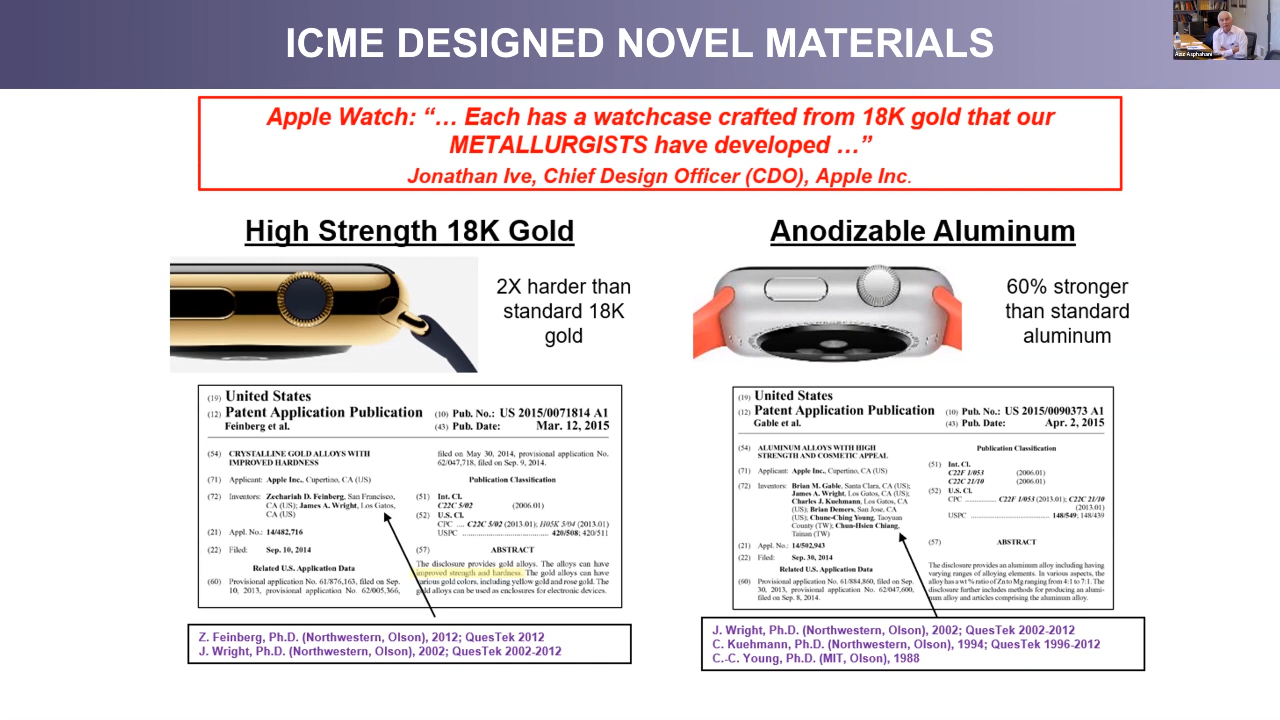 ICME DESIGNED NOVEL MATERIALS
Aziz Asphahani
Apple Watch: “… Each has a watchcase crafted from 18K gold that our
METALLURGISTS have developed …”
Jonathan Ive, Chief Design Officer (CDO), Apple Inc.
High Strength 18K Gold
2X harder than
standard 18K
gold
(19) United States
(12) Patent Application Publication
Feinberg et al.
(10) Pub. No.: US 2015/0071814 A1
(43) Pub. Date: Mar. 12, 2015
(54) CRYSTALLINE GOLD ALLOYS WITH
IMPROVED HARDNESS
(71) Applicant: Apple Inc., Cupertino, CA (US)
(72) Inventors: Zechariah D. Feinberg, San Francisco,
CA (US); James A. Wright, Los Gatos,
CA (US)
(21) Appl. No.: 14/482,716
(22) Filed: Sep. 10, 2014
Related U.S. Application Data
(60) Provisional application No. 61/876,163, filed on Sep.
10, 2013, provisional application No. 62/005,366,
filed on May 30, 2014, provisional application No.
62/047,718, filed on Sep. 9, 2014.
Publication Classification
(51) Int. Cl.
C22C 5/02 (2006.01)
(52) U.S. Cl.
CPC .... C22C 5/02 (2013.01); H05K 5/04 (2013.01)
USPC .................................... 420/508; 420/511
(57) ABSTRACT
The disclosure provides gold alloys. The alloys can have
improved strength and hardness. The gold alloys can have
various gold colors, including yellow gold and rose gold. The
gold alloys can be used as enclosures for electronic devices.
Z. Feinberg, Ph.D. (Northwestern, Olson), 2012; QuesTek 2012
J. Wright, Ph.D. (Northwestern, Olson), 2002; QuesTek 2002-2012
Anodizable Aluminum
60% stronger
than standard
aluminum
(19) United States
(12) Patent Application Publication
Gable et al.
(10) Pub. No.: US 2015/0090373 A1
(43) Pub. Date: Apr. 2, 2015
(54) ALUMINUM ALLOYS WITH HIGH
STRENGTH AND COSMETIC APPEAL
(71) Applicant: Apple Inc., Cupertino, CA (US)
(72) Inventors: Brian M. Gable, Santa Clara, CA (US);
James A. Wright, Los Gatos, CA (US);
Charles J. Kuehmann, Los Gatos, CA
(US); Brian Demers, San Jose, CA
(US); Chune-Ching Young, Taoyuan
County (TW); Chun-Hsien Chiang,
Tainan (TW)
(21) Appl. No.: 14/502,943
(22) Filed: Sep. 30, 2014
Related U.S. Application Data
(60) Provisional application No. 61/884,860, filed on Sep.
30, 2013, provisional application No. 62/047,600,
filed on Sep. 8, 2014.
Publication Classification
(51) Int. Cl.
C22F 1/053 (2006.01)
C22C 21/10 (2006.01)
(52) U.S. Cl.
CPC .............. C22F 1/053 (2013.01); C22C 21/10
(2013.01)
USPC .................................... 148/549; 148/439
(57) ABSTRACT
The disclosure provides an aluminum alloy including having
varying ranges of alloying elements. In various aspects, the
alloy has a wt % ratio of Zn to Mg ranging from 4:1 to 7:1. The
disclosure further includes methods for producing an alumi-
num alloy and articles comprising the aluminum alloy.
J. Wright, Ph.D. (Northwestern, Olson), 2002; QuesTek 2002-2012
C. Kuehmann, Ph.D. (Northwestern, Olson), 1994; QuesTek 1996-2012
C.-C. Young, Ph.D. (MIT, Olson), 1988